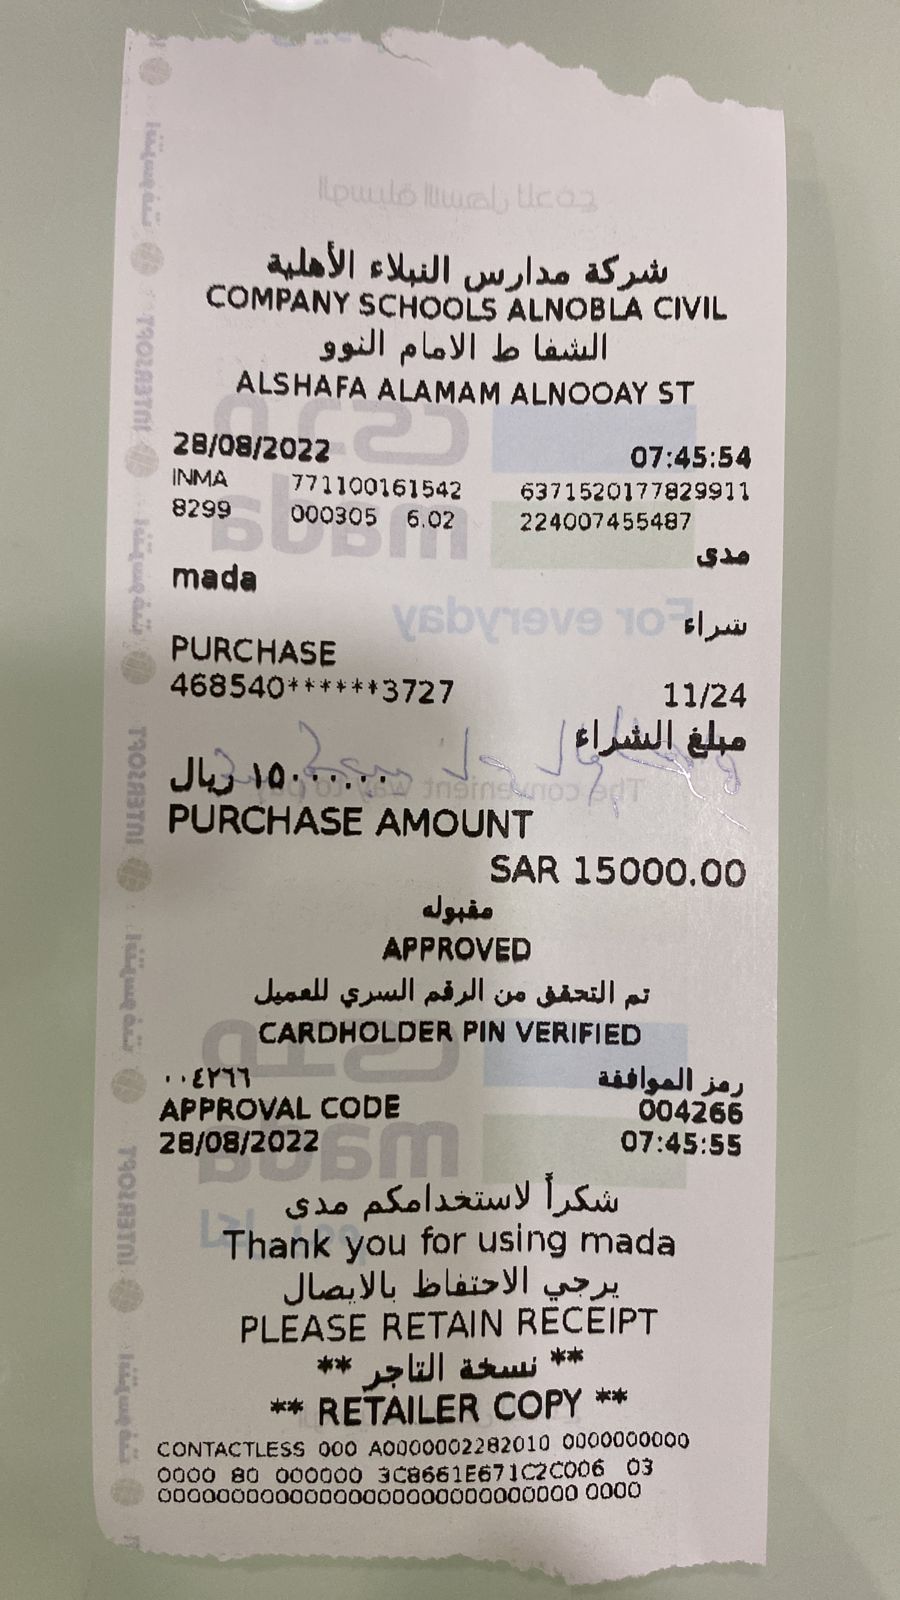 شركة مدارس النبلاء الأهلية
COMPANY SCHOOLS ALNOBLA CIVIL
الشفا ط الامام النوو
ALSHAFA ALAMAM ALNOOAY ST
28/08/2022 07:45:54
INMA 771100161542 6371520177829911
8299 000305 6.02 224007455487
مدى
mada
شراء
PURCHASE
468540******3727 11/24
مبلغ الشراء
١٥٠٠٠.٠٠ ريال
PURCHASE AMOUNT
SAR 15000.00
مقبوله
APPROVED
تم التحقق من الرقم السري للعميل
CARDHOLDER PIN VERIFIED
رمز الموافقة ٠٠٤٢٦٦
APPROVAL CODE 004266
28/08/2022 07:45:55
شكراً لاستخدامكم مدى
Thank you for using mada
يرجي الاحتفاظ بالايصال
PLEASE RETAIN RECEIPT
** نسخة التاجر **
** RETAILER COPY **
CONTACTLESS 000 A0000002282010 0000000000
0000 80 000000 3C8661E671C2C006 03